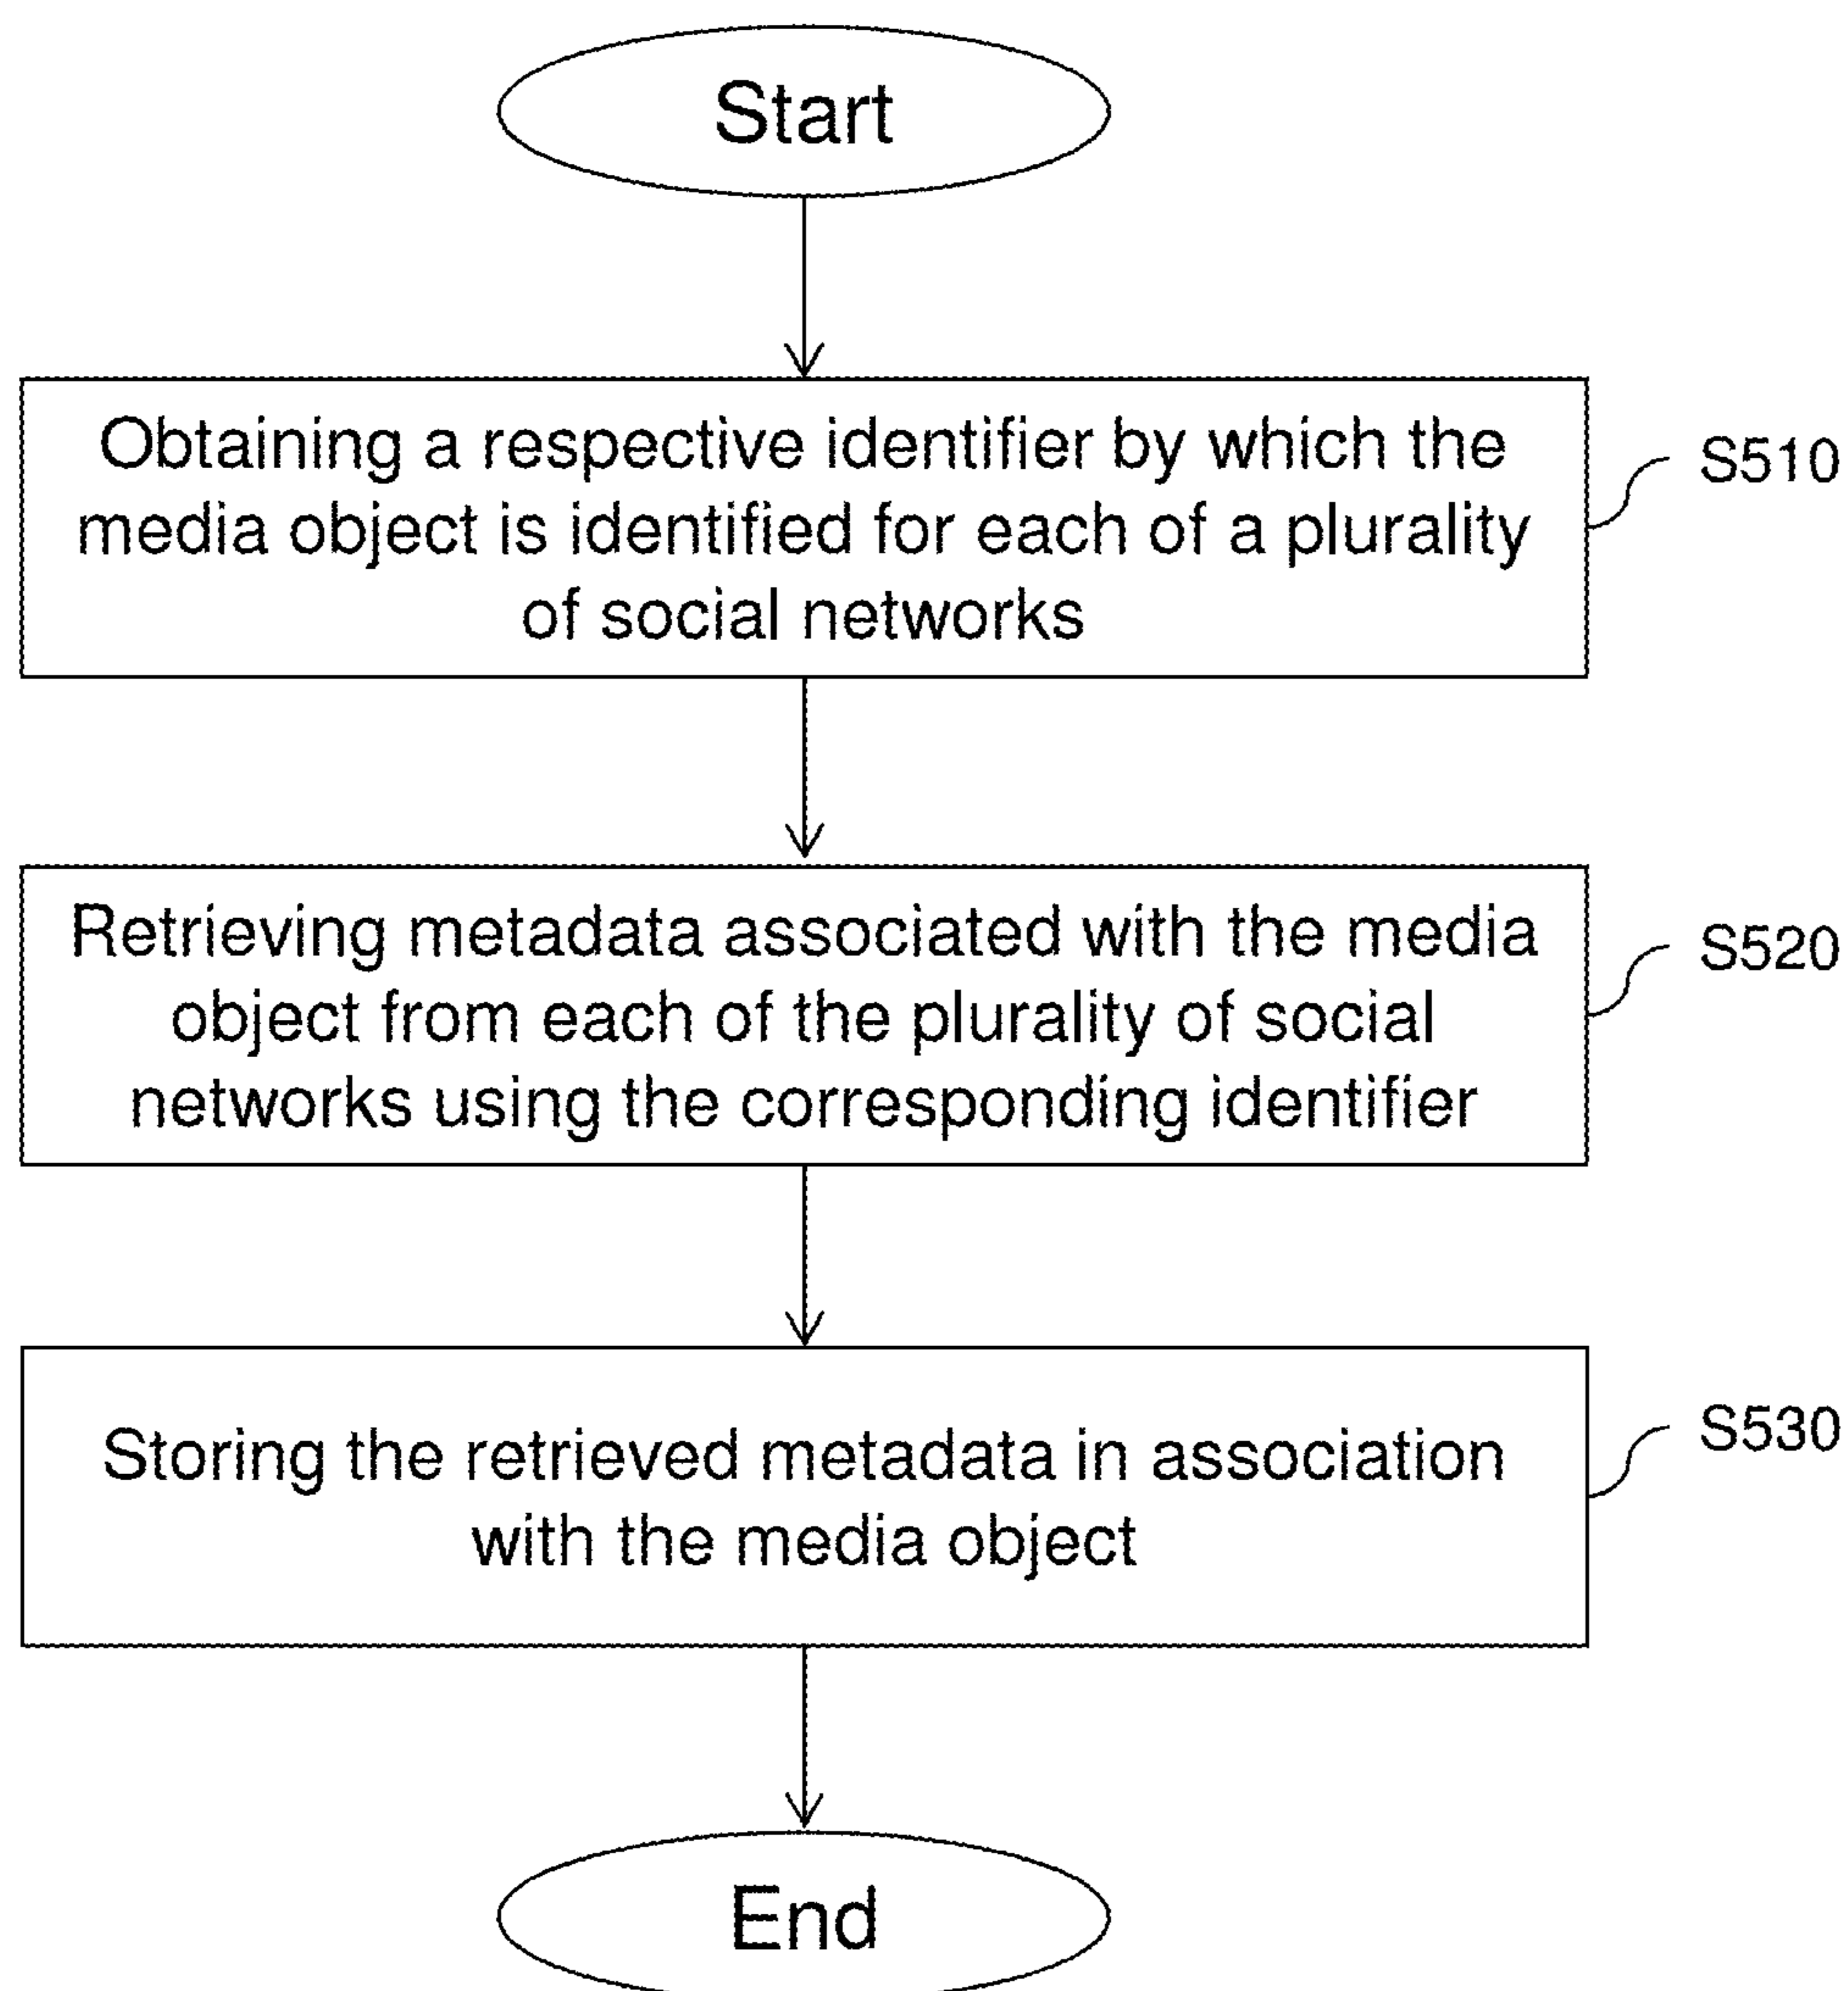 Start
Obtaining a respective identifier by which the
media object is identified for each of a plurality
of social networks
S510
Retrieving metadata associated with the media
object from each of the plurality of social
networks using the corresponding identifier
S520
Storing the retrieved metadata in association
with the media object
S530
End